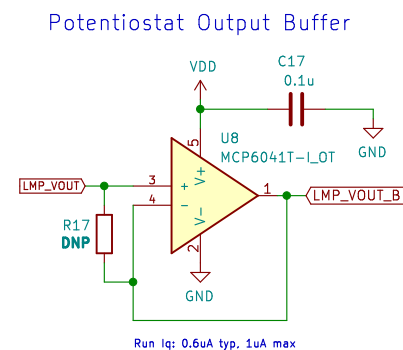 Potentiostat Output Buffer
C17
0.1u
VDD
GND
U8
MCP6041T-I_OT
5
V+
LMP_VOUT
3
+
4
-
1
LMP_VOUT_B
R17
DNP
V-
2
GND
Run Iq: 0.6uA typ, 1uA max